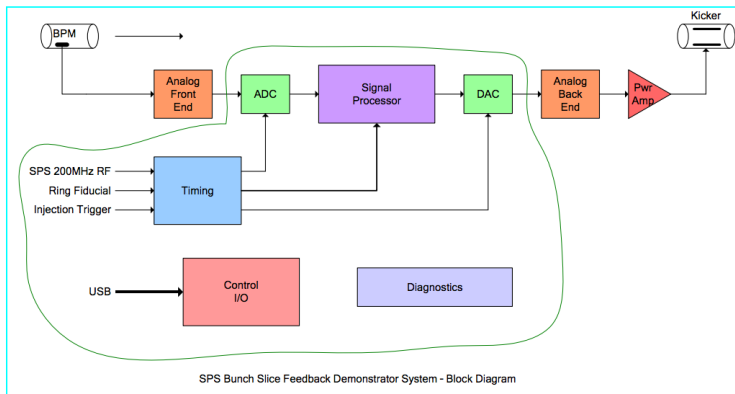 BPM
Kicker
Analog
Front
End
ADC
Signal
Processor
DAC
Analog
Back
End
Pwr
Amp
SPS 200MHz RF
Ring Fiducial
Injection Trigger
Timing
USB
Control
I/O
Diagnostics
SPS Bunch Slice Feedback Demonstrator System - Block Diagram